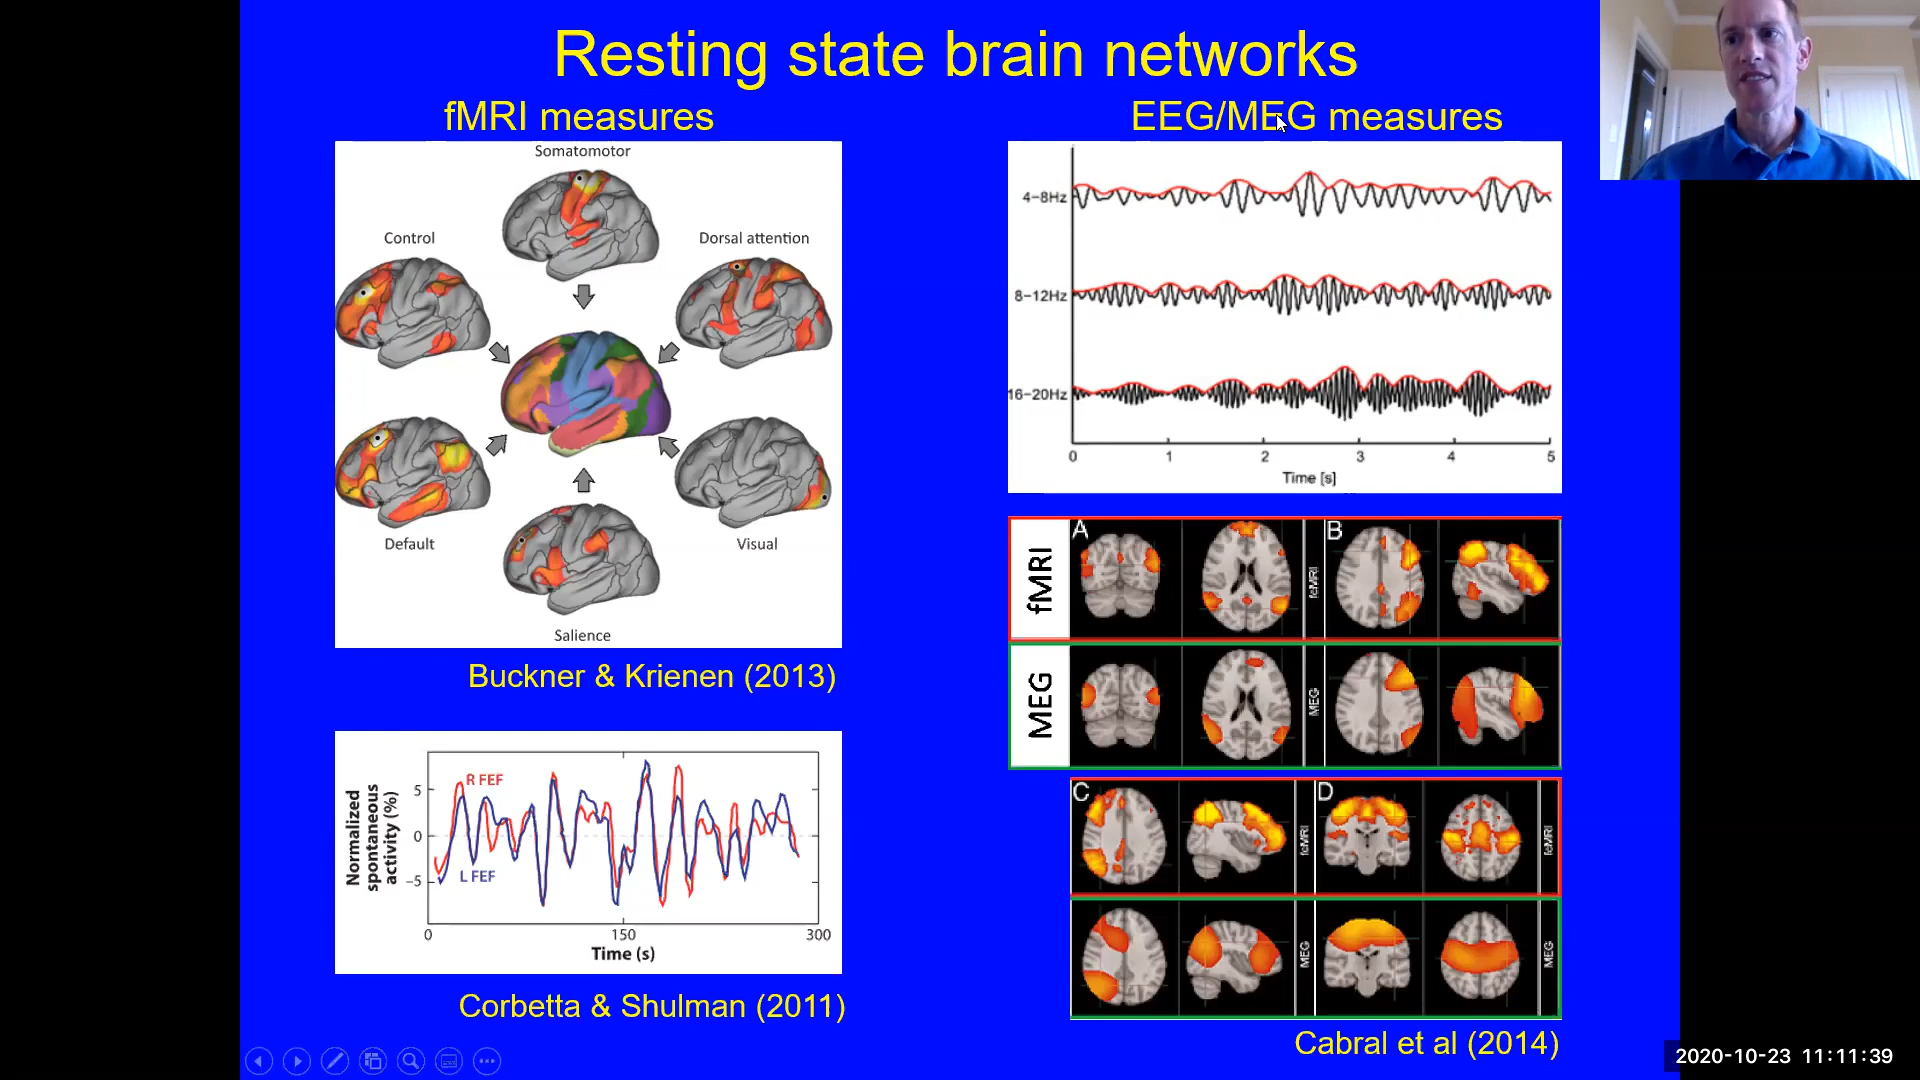 Resting state brain networks
fMRI measures
Somatomotor
Control
Dorsal attention
Default
Visual
Salience
Buckner & Krienen (2013)
Normalized
spontaneous
activity (%)
5
0
−5
R FEF
L FEF
0
150
300
Time (s)
Corbetta & Shulman (2011)
EEG/MEG measures
4−8Hz
8−12Hz
16−20Hz
0
1
2
3
4
5
Time [s]
fMRI
A
fcMRI
B
MEG
MEG
C
fcMRI
D
fcMRI
MEG
MEG
Cabral et al (2014)
2020-10-23 11:11:39